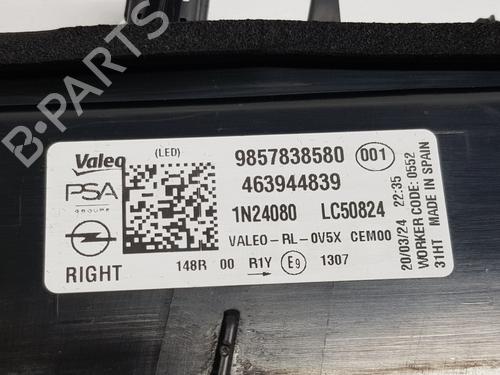 Valeo
(LED)
PSA
GROUPE
RIGHT
9857838580 001
463944839
1N24080 LC50824
VALEO-RL-0V5X CEM00
148R 00 R1Y E9 1307
20/03/24 22:35
WORKER CODE: 0552
31HT MADE IN SPAIN
B-PARTS